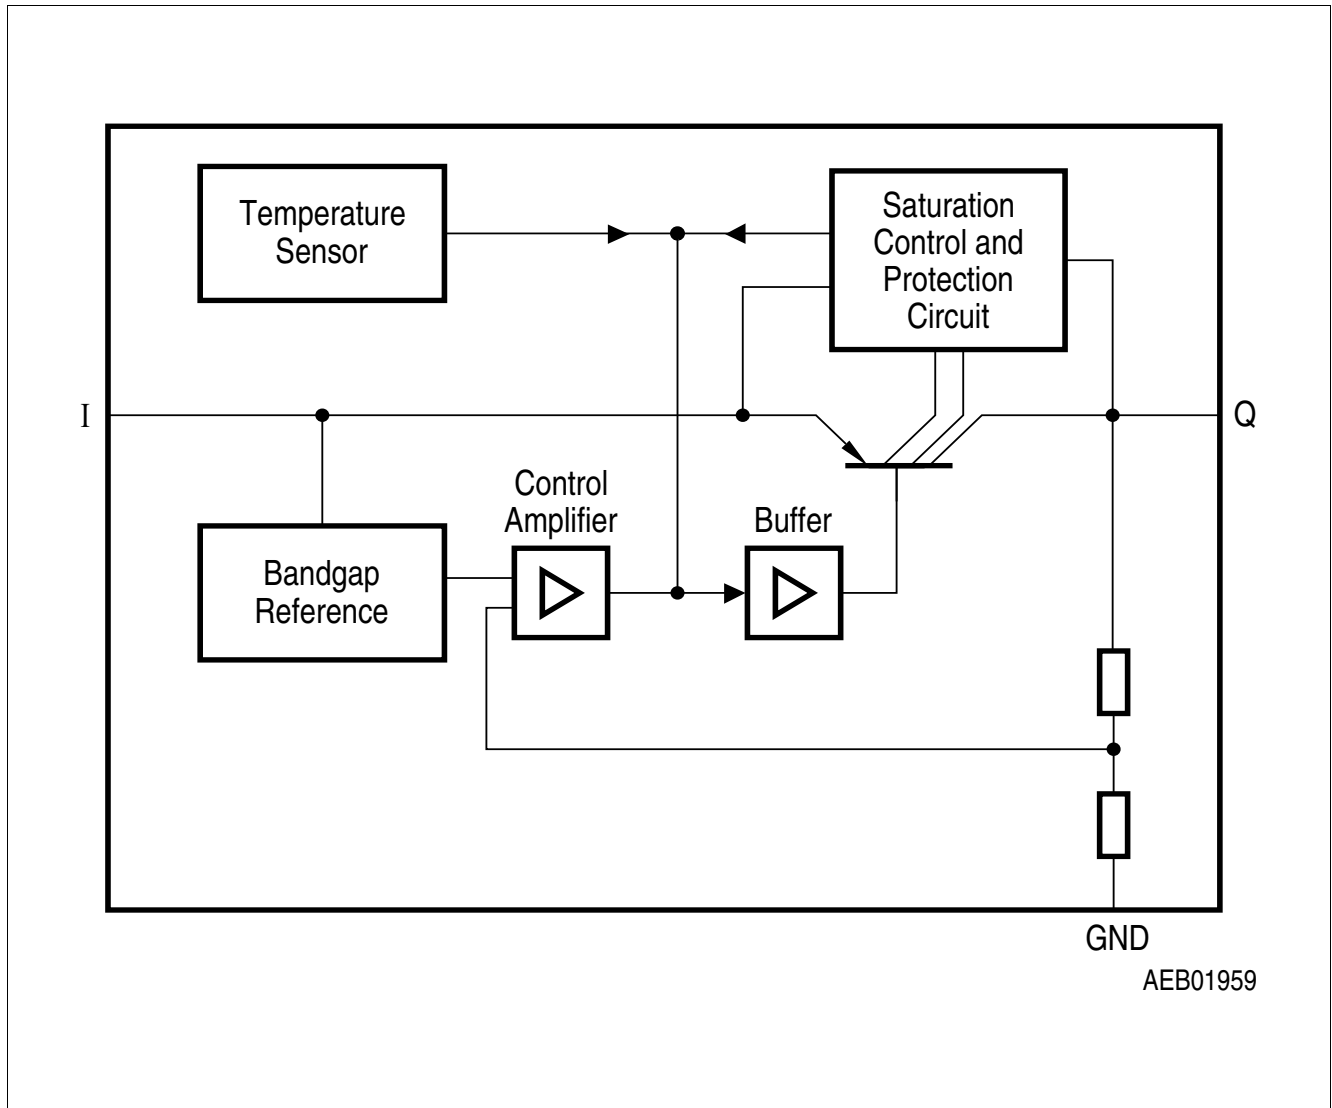 Temperature
Sensor
Saturation
Control and
Protection
Circuit
I
Q
Control
Amplifier
Buffer
Bandgap
Reference
GND
AEB01959